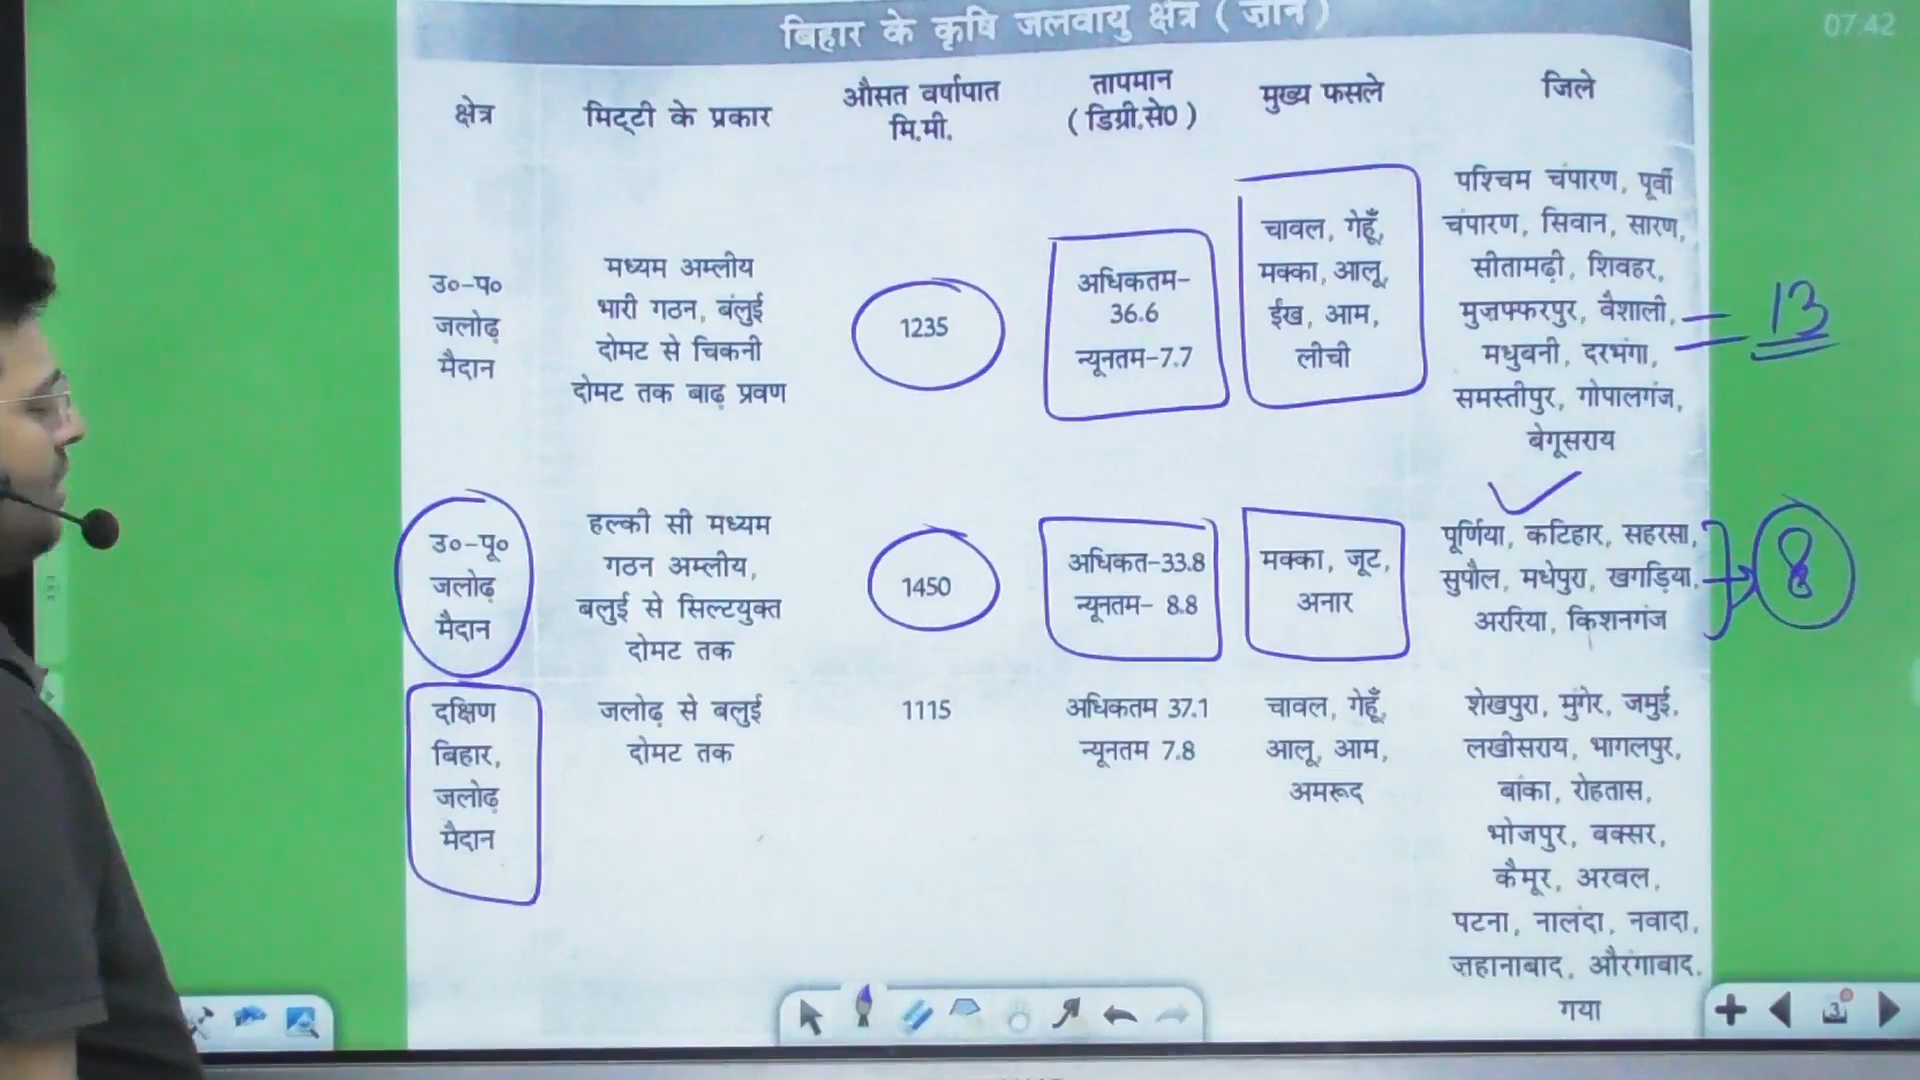 बिहार के कृषि जलवायु क्षेत्र ( ज़ोन )
07:42
क्षेत्र
मिट्टी के प्रकार
औसत वर्षापात
मि.मी.
तापमान
( डिग्री.से0 )
मुख्य फसले
जिले
उ०-प०
जलोढ़
मैदान
मध्यम अम्लीय
भारी गठन, बंलुई
दोमट से चिकनी
दोमट तक बाढ़ प्रवण
1235
अधिकतम-
36.6
न्यूनतम-7.7
चावल, गेहूँ,
मक्का, आलू,
ईख, आम,
लीची
पश्चिम चंपारण, पूर्वी
चंपारण, सिवान, सारण,
सीतामढ़ी, शिवहर,
मुज़फ्फरपुर, वैशाली,
मधुवनी, दरभंगा,
समस्तीपुर, गोपालगंज,
बेगूसराय
13
उ०-पू०
जलोढ़
मैदान
हल्की सी मध्यम
गठन अम्लीय,
बलुई से सिल्टयुक्त
दोमट तक
1450
अधिकत-33.8
न्यूनतम- 8.8
मक्का, जूट,
अनार
पूर्णिया, कटिहार, सहरसा,
सुपौल, मधेपुरा, खगड़िया,
अररिया, किशनगंज
8
दक्षिण
बिहार,
जलोढ़
मैदान
जलोढ़ से बलुई
दोमट तक
1115
अधिकतम 37.1
न्यूनतम 7.8
चावल, गेहूँ,
आलू, आम,
अमरूद
शेखपुरा, मुंगेर, जमुई,
लखीसराय, भागलपुर,
बांका, रोहतास,
भोजपुर, वक्सर,
कैमूर, अरवल,
पटना, नालंदा, नवादा,
जहानाबाद, औरंगाबाद,
गया
3